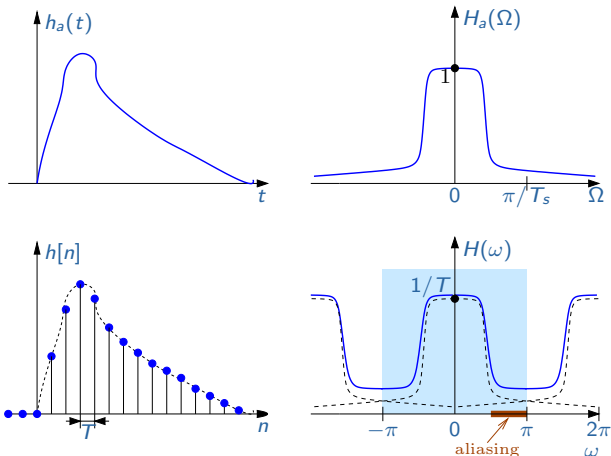 h_a(t)
t
H_a(Ω)
1
0
π/T_s
Ω
h[n]
T
n
H(ω)
1/T
−π
0
π
2π
aliasing
ω